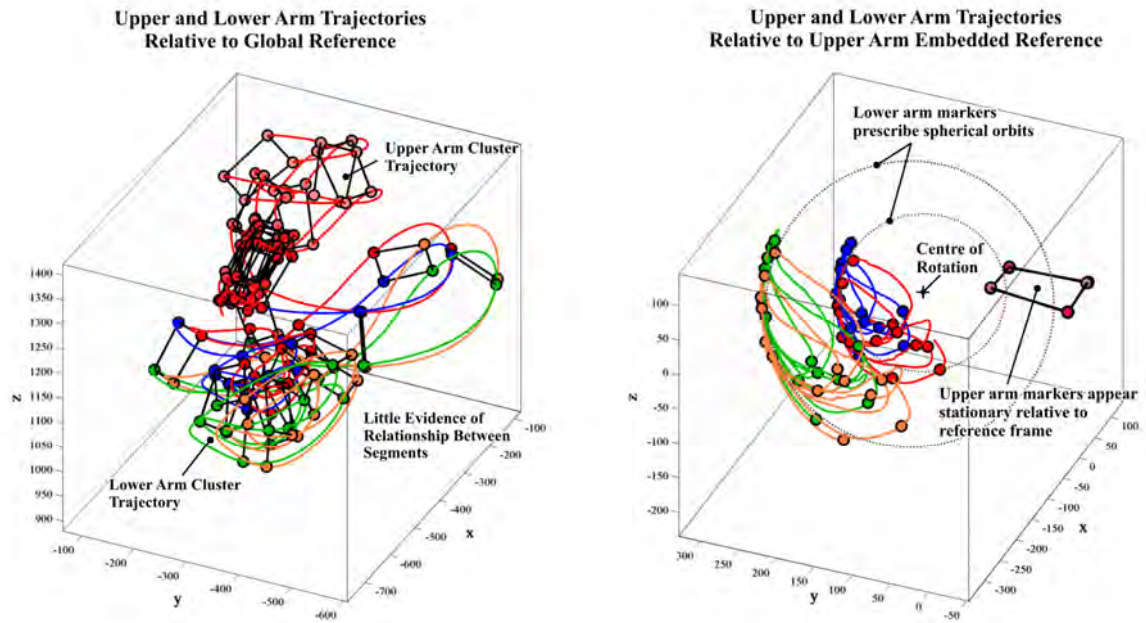 Upper and Lower Arm Trajectories
Relative to Global Reference
Upper Arm Cluster
Trajectory
1400
1350
1300
1250
1200
1150
1100
1050
1000
950
900
z
Little Evidence of
Relationship Between
Segments
Lower Arm Cluster
Trajectory
-100
-200
-300
-400
-500
-600
y
-100
-200
-300
-400
-500
-600
-700
x
Upper and Lower Arm Trajectories
Relative to Upper Arm Embedded Reference
Lower arm markers
prescribe spherical orbits
Centre of
Rotation
100
50
0
-50
-100
-150
-200
z
Upper arm markers appear
stationary relative to
reference frame
300
250
200
150
100
50
0
-50
y
100
50
0
-50
-100
-150
-200
-250
-300
x